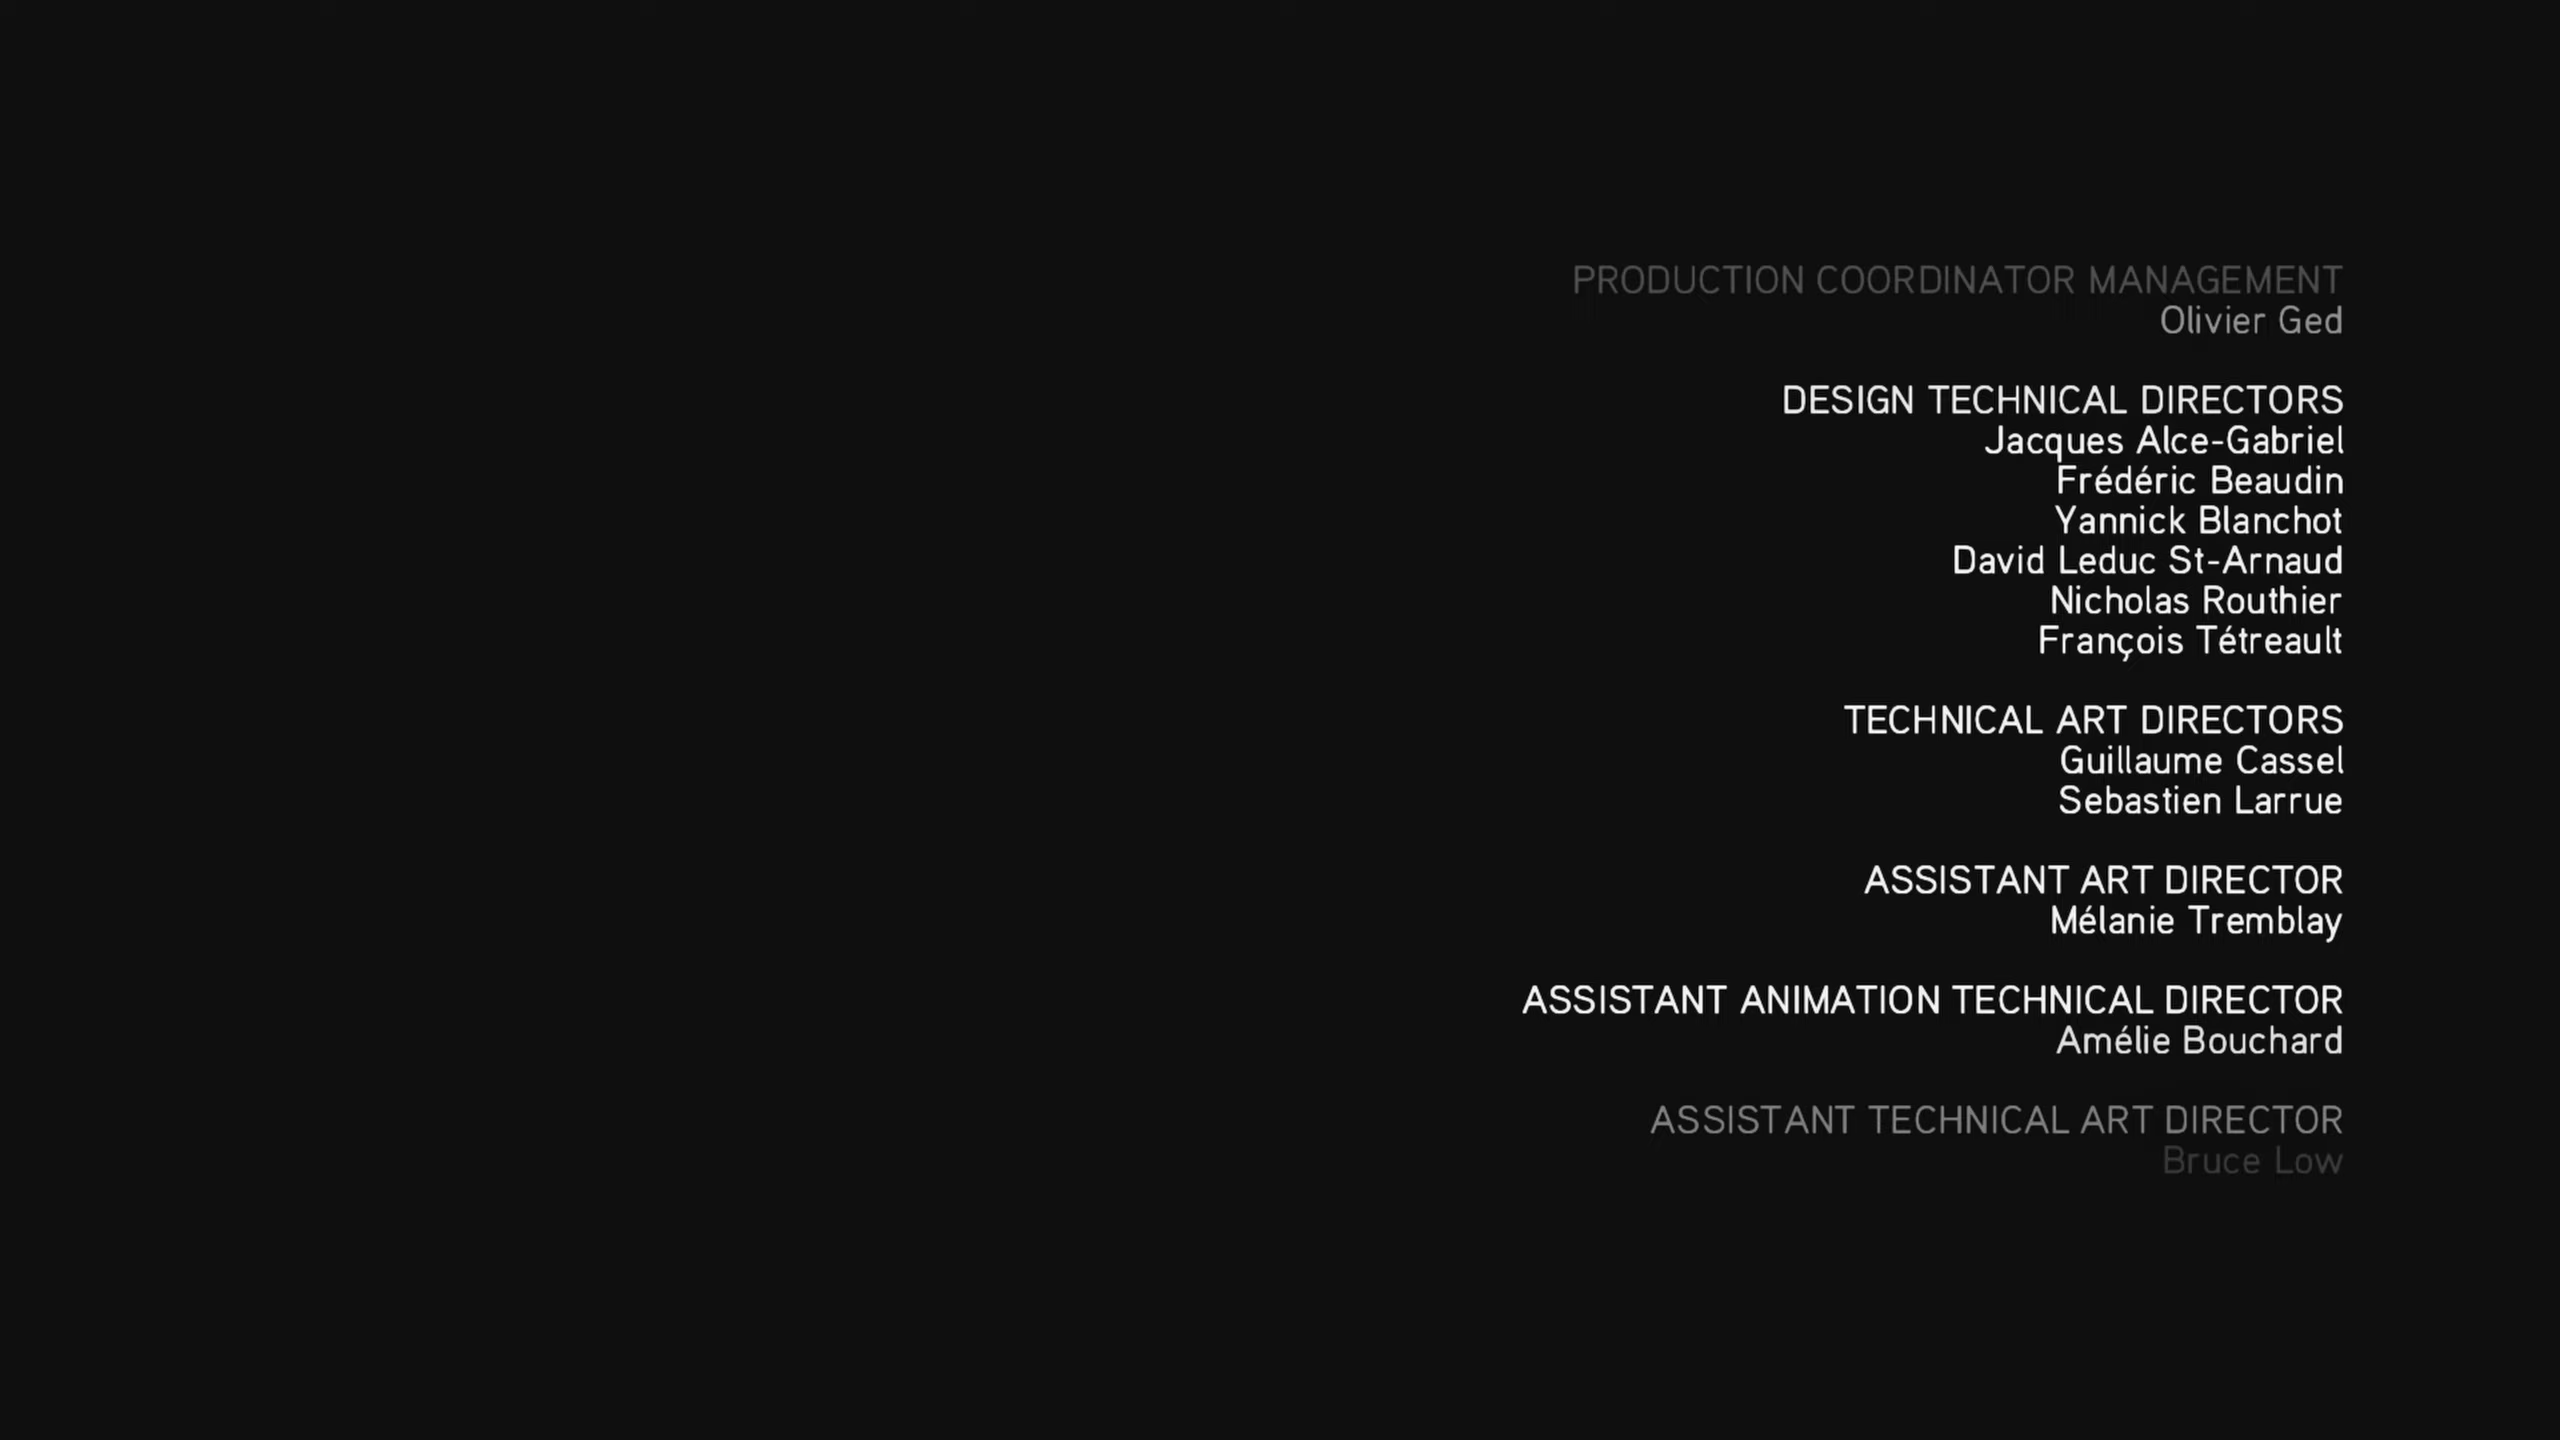 PRODUCTION COORDINATOR MANAGEMENT
Olivier Ged
DESIGN TECHNICAL DIRECTORS
Jacques Alce-Gabriel
Frédéric Beaudin
Yannick Blanchot
David Leduc St-Arnaud
Nicholas Routhier
François Tétreault
TECHNICAL ART DIRECTORS
Guillaume Cassel
Sebastien Larrue
ASSISTANT ART DIRECTOR
Mélanie Tremblay
ASSISTANT ANIMATION TECHNICAL DIRECTOR
Amélie Bouchard
ASSISTANT TECHNICAL ART DIRECTOR
Bruce Low